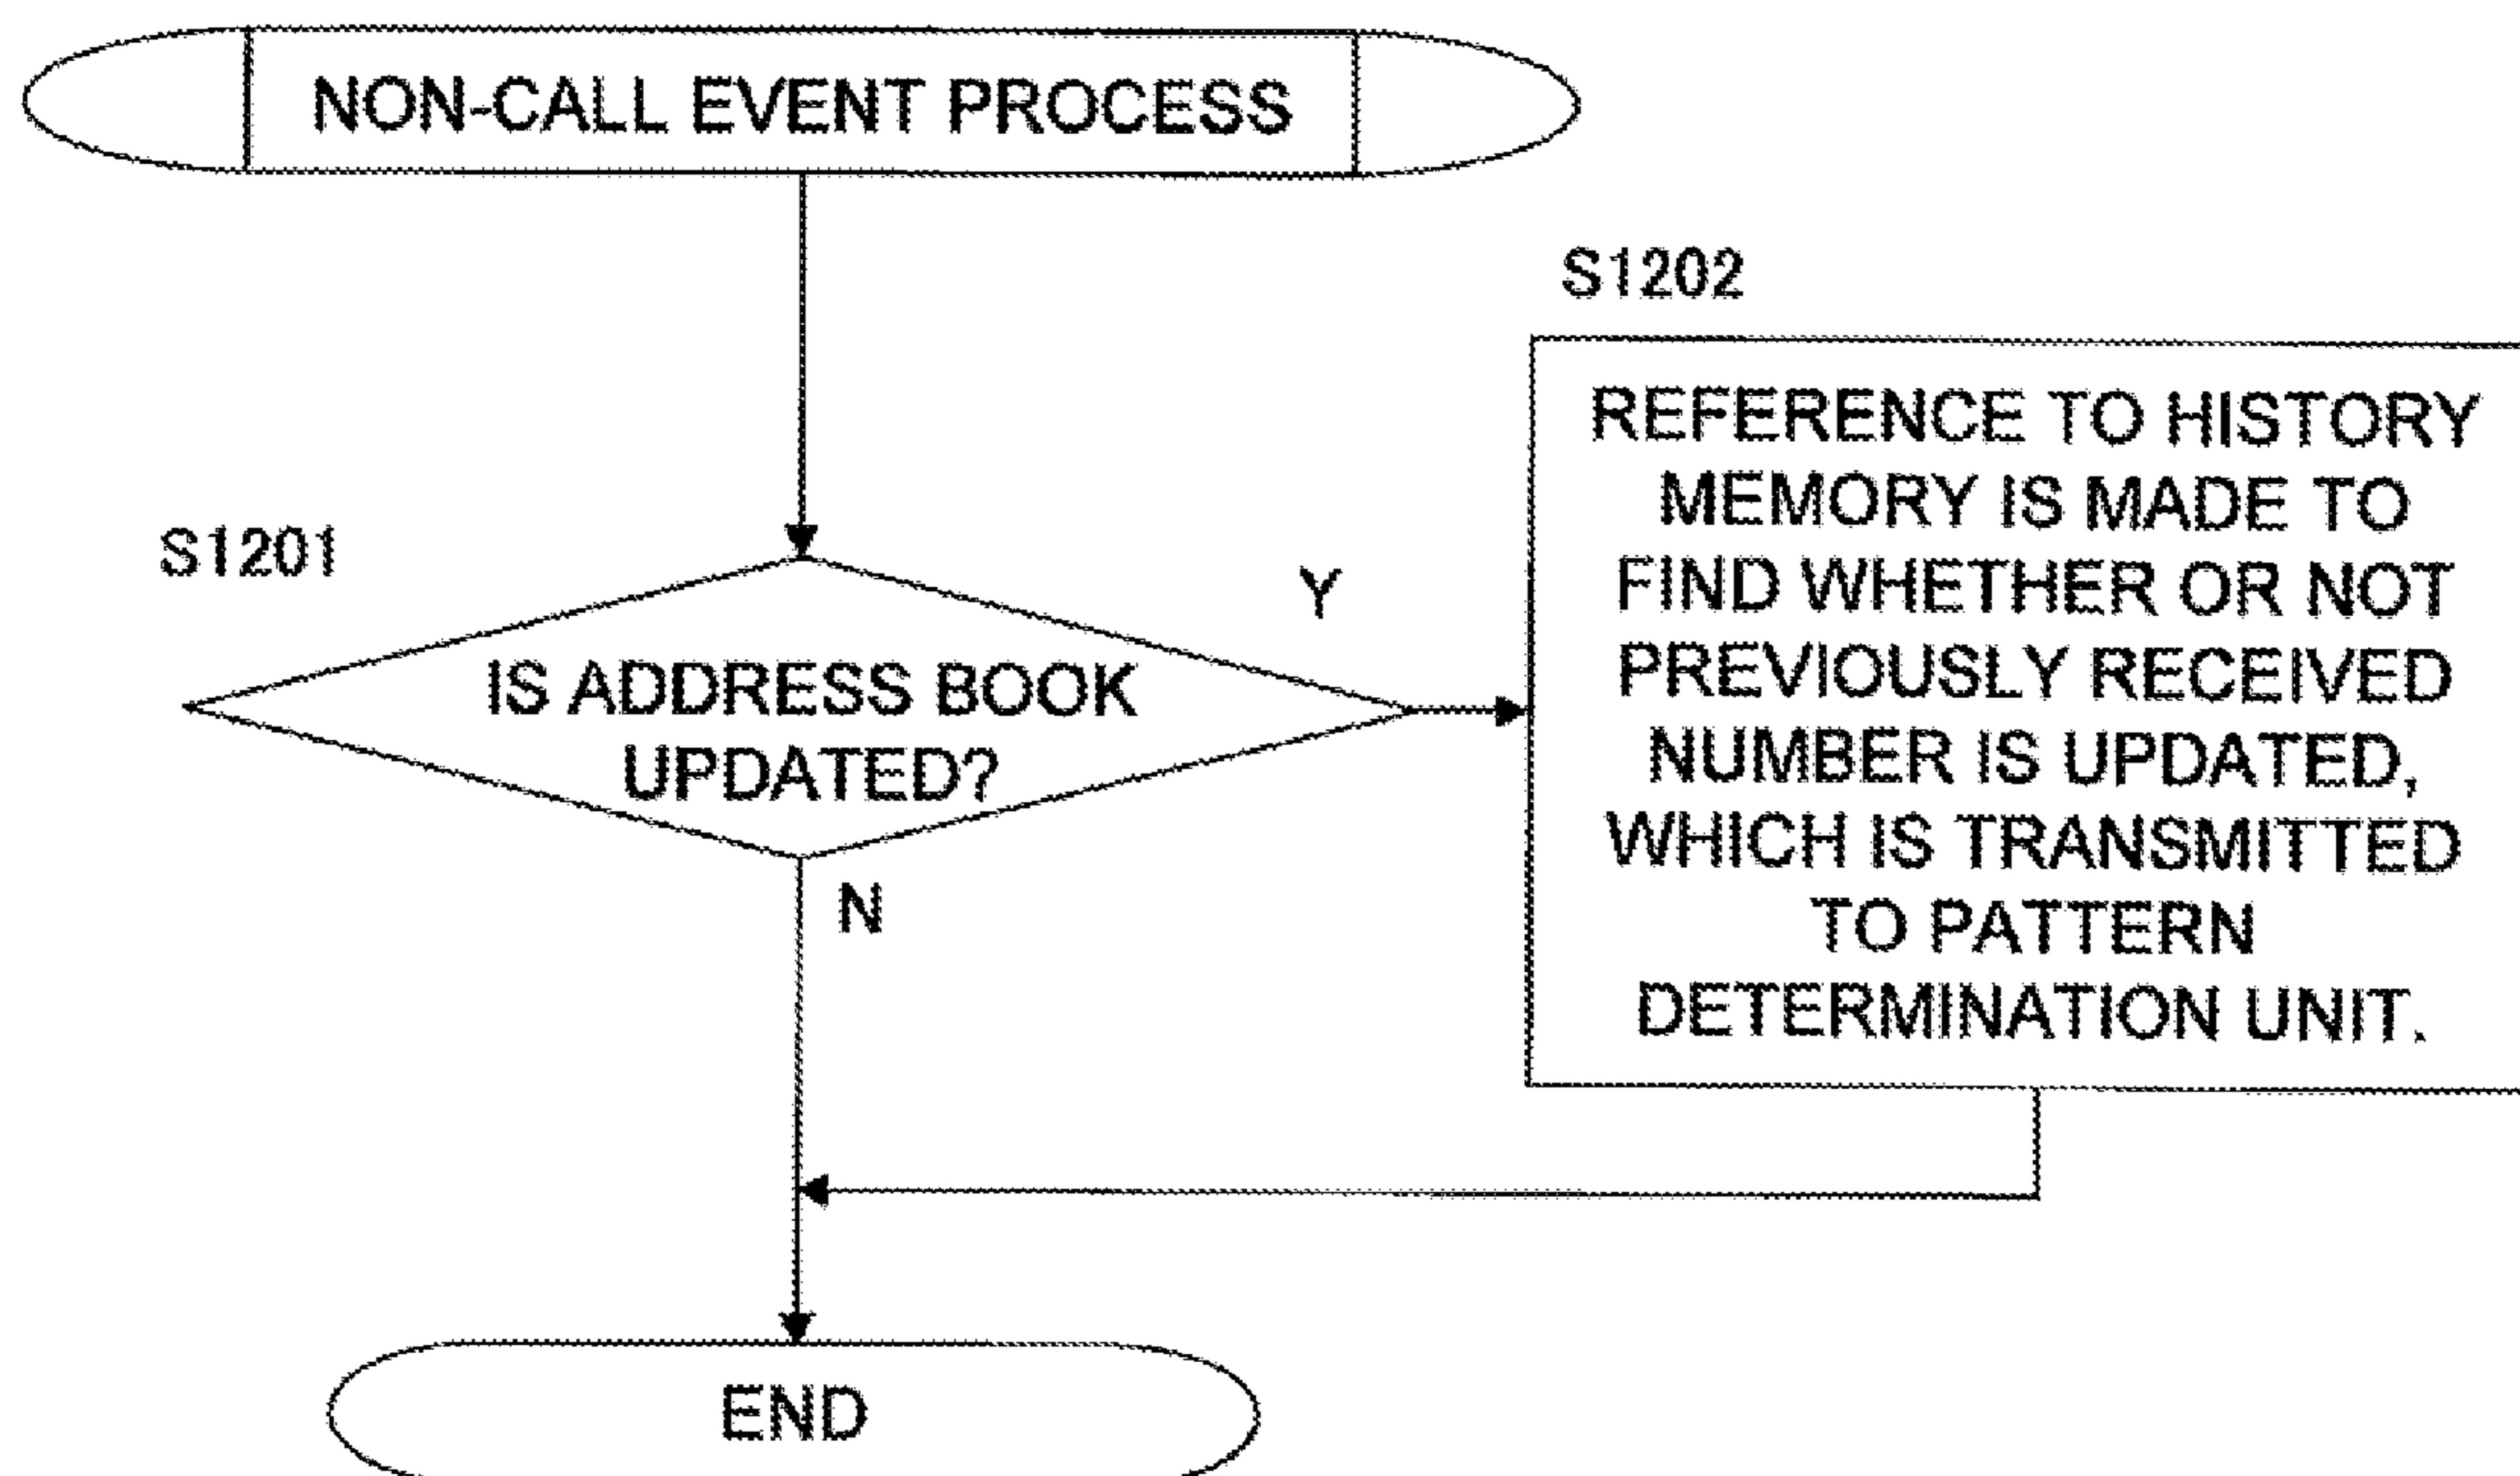 NON-CALL EVENT PROCESS
S1202
REFERENCE TO HISTORY
MEMORY IS MADE TO
FIND WHETHER OR NOT
PREVIOUSLY RECEIVED
NUMBER IS UPDATED,
WHICH IS TRANSMITTED
TO PATTERN
DETERMINATION UNIT.
S1201
Y
IS ADDRESS BOOK
UPDATED?
N
END